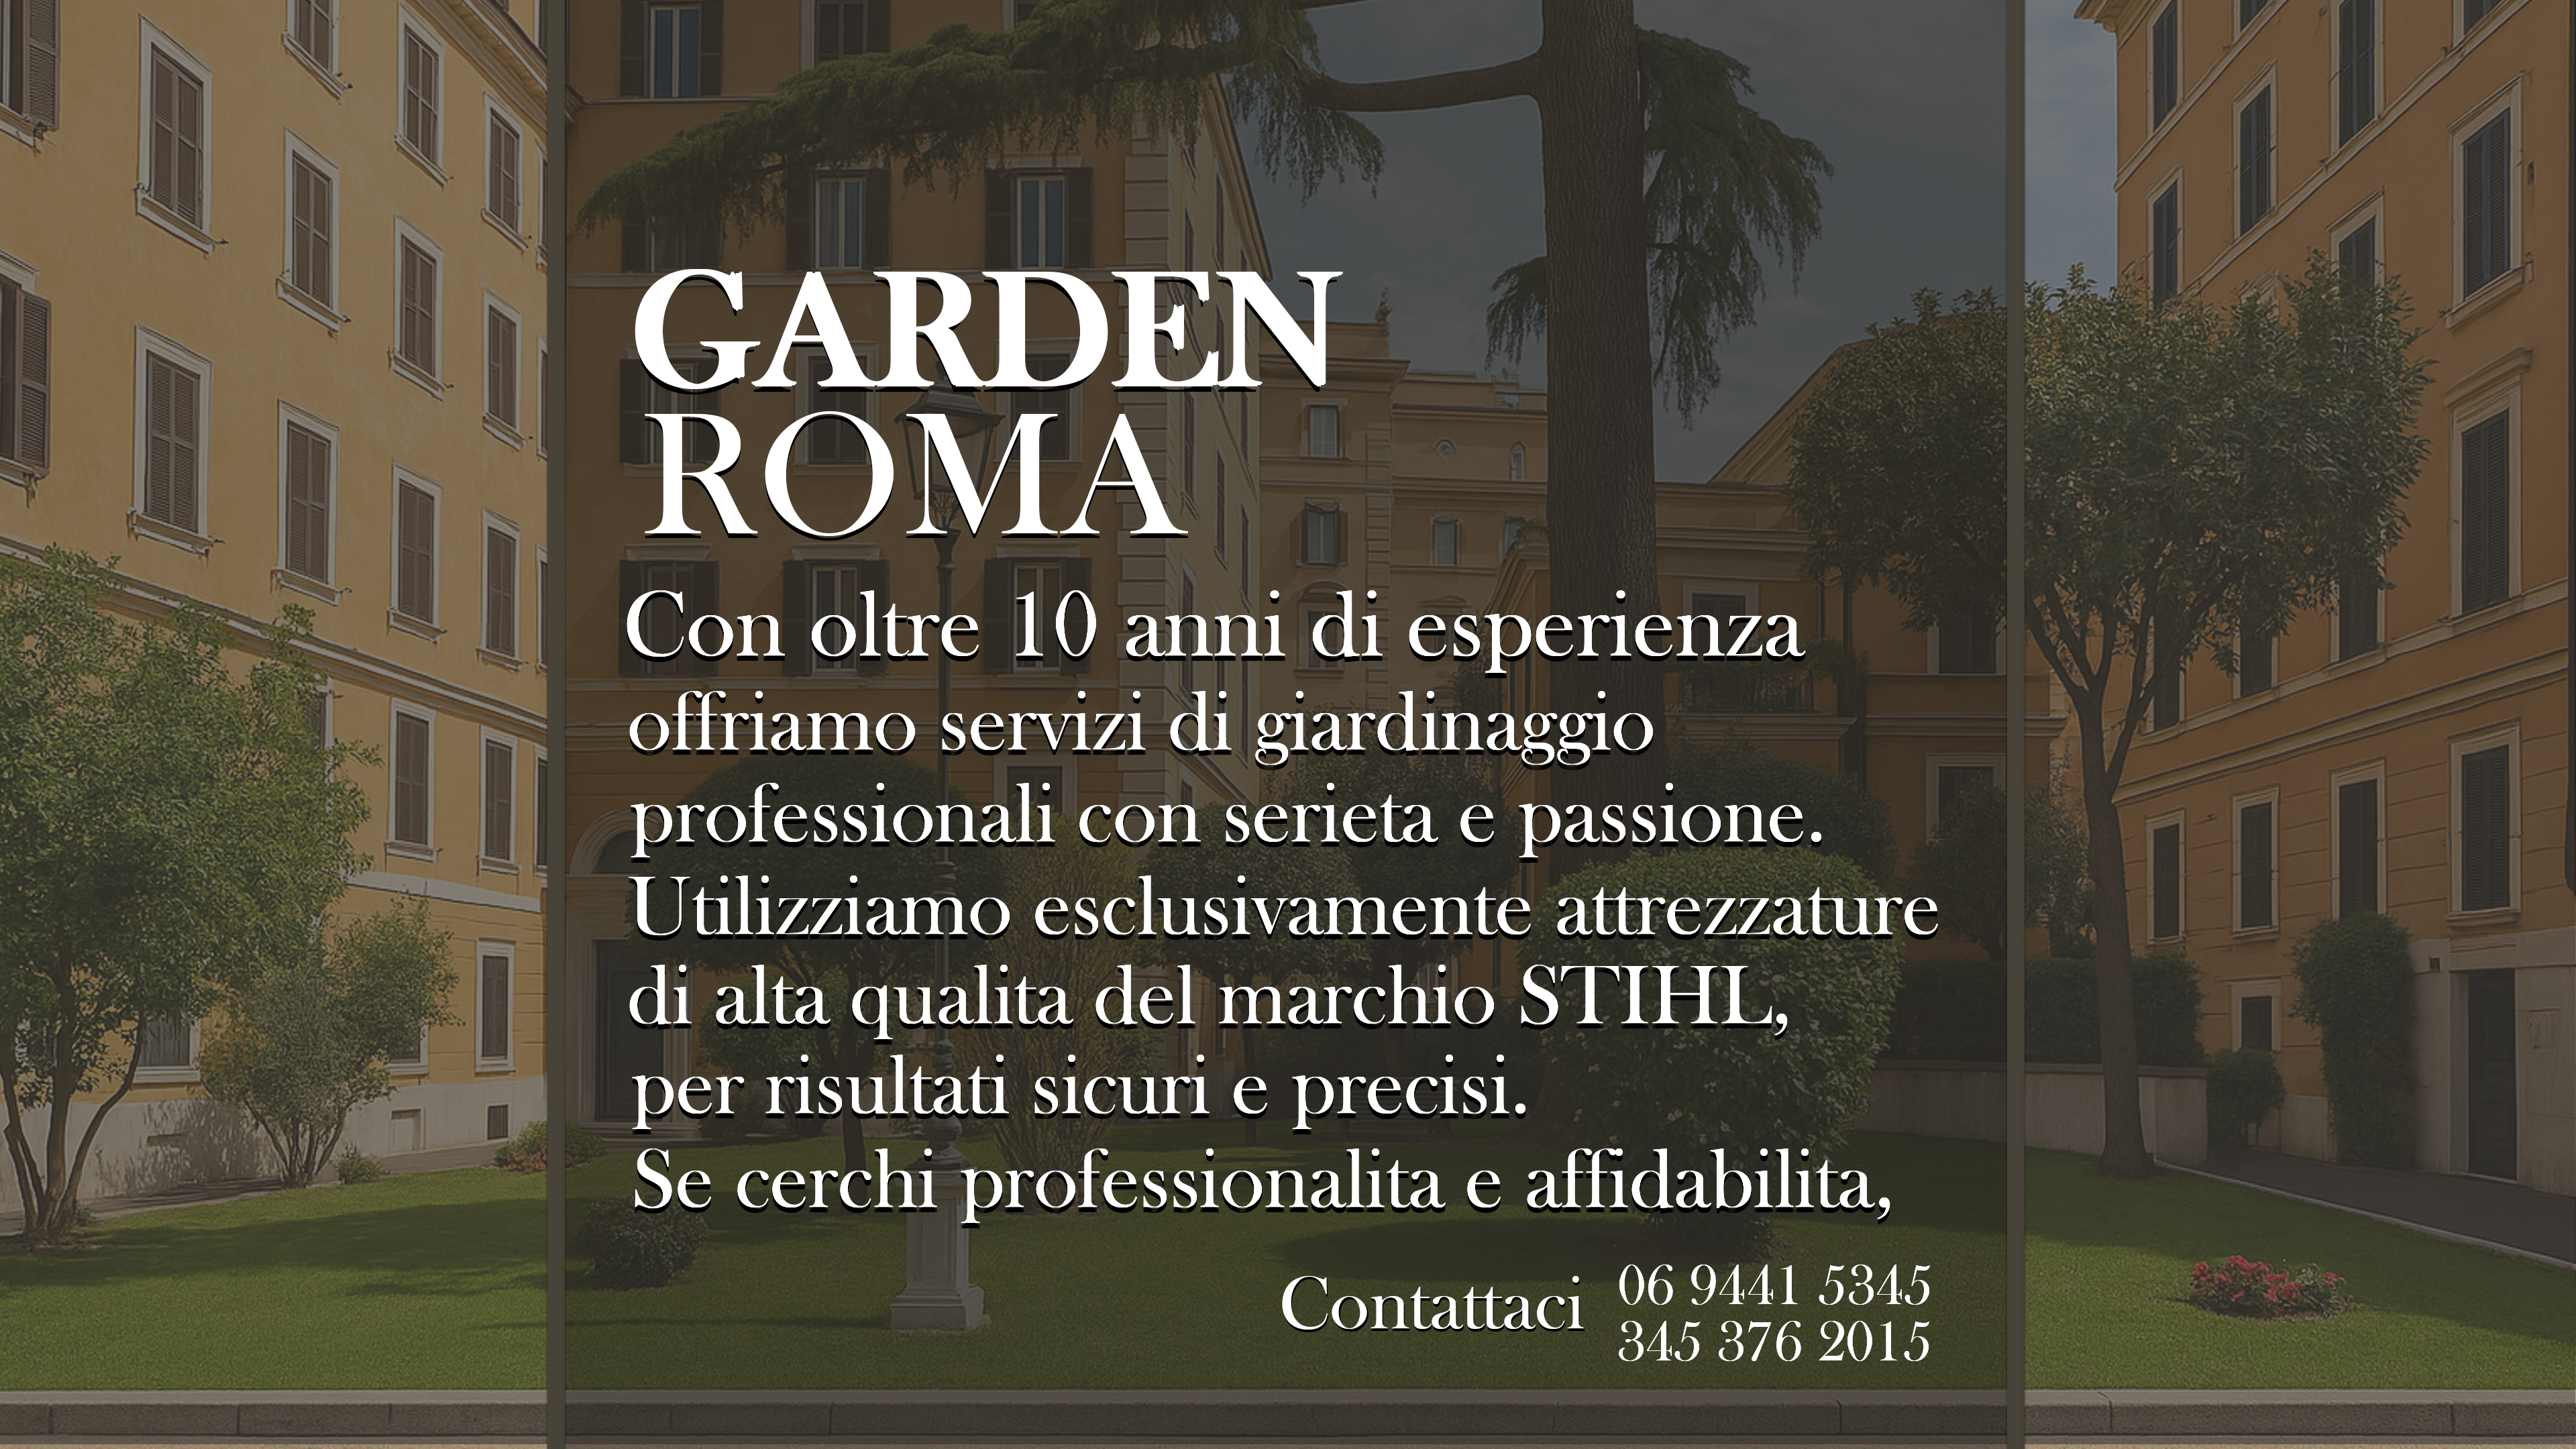 GARDEN
ROMA
Con oltre 10 anni di esperienza
offriamo servizi di giardinaggio
professionali con serieta e passione.
Utilizziamo esclusivamente attrezzature
di alta qualita del marchio STIHL,
per risultati sicuri e precisi.
Se cerchi professionalita e affidabilita,
Contattaci
06 9441 5345
345 376 2015